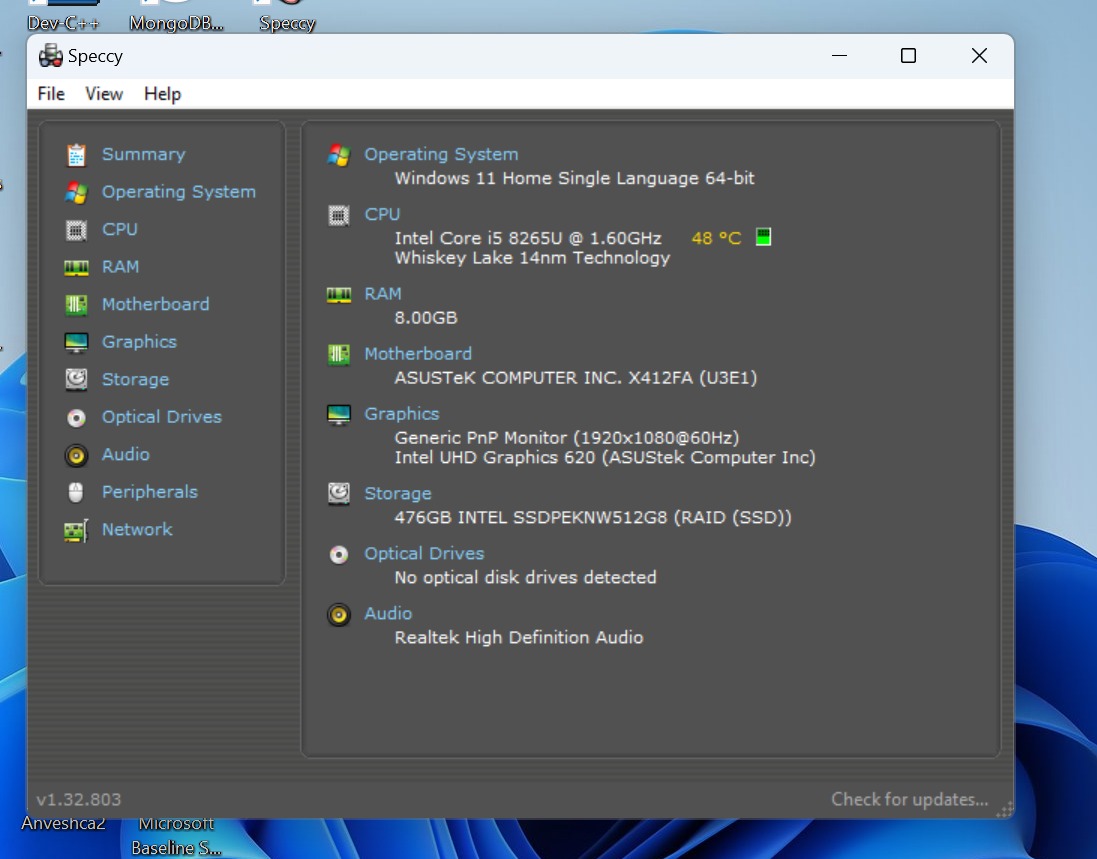 Dev-C++
MongoDB...
Speccy
Speccy
File
View
Help
Summary
Operating System
CPU
RAM
Motherboard
Graphics
Storage
Optical Drives
Audio
Peripherals
Network
Operating System
Windows 11 Home Single Language 64-bit
CPU
Intel Core i5 8265U @ 1.60GHz 48 °C
Whiskey Lake 14nm Technology
RAM
8.00GB
Motherboard
ASUSTeK COMPUTER INC. X412FA (U3E1)
Graphics
Generic PnP Monitor (1920x1080@60Hz)
Intel UHD Graphics 620 (ASUStek Computer Inc)
Storage
476GB INTEL SSDPEKNW512G8 (RAID (SSD))
Optical Drives
No optical disk drives detected
Audio
Realtek High Definition Audio
v1.32.803
Check for updates...
Anveshca2
Microsoft
Baseline S...